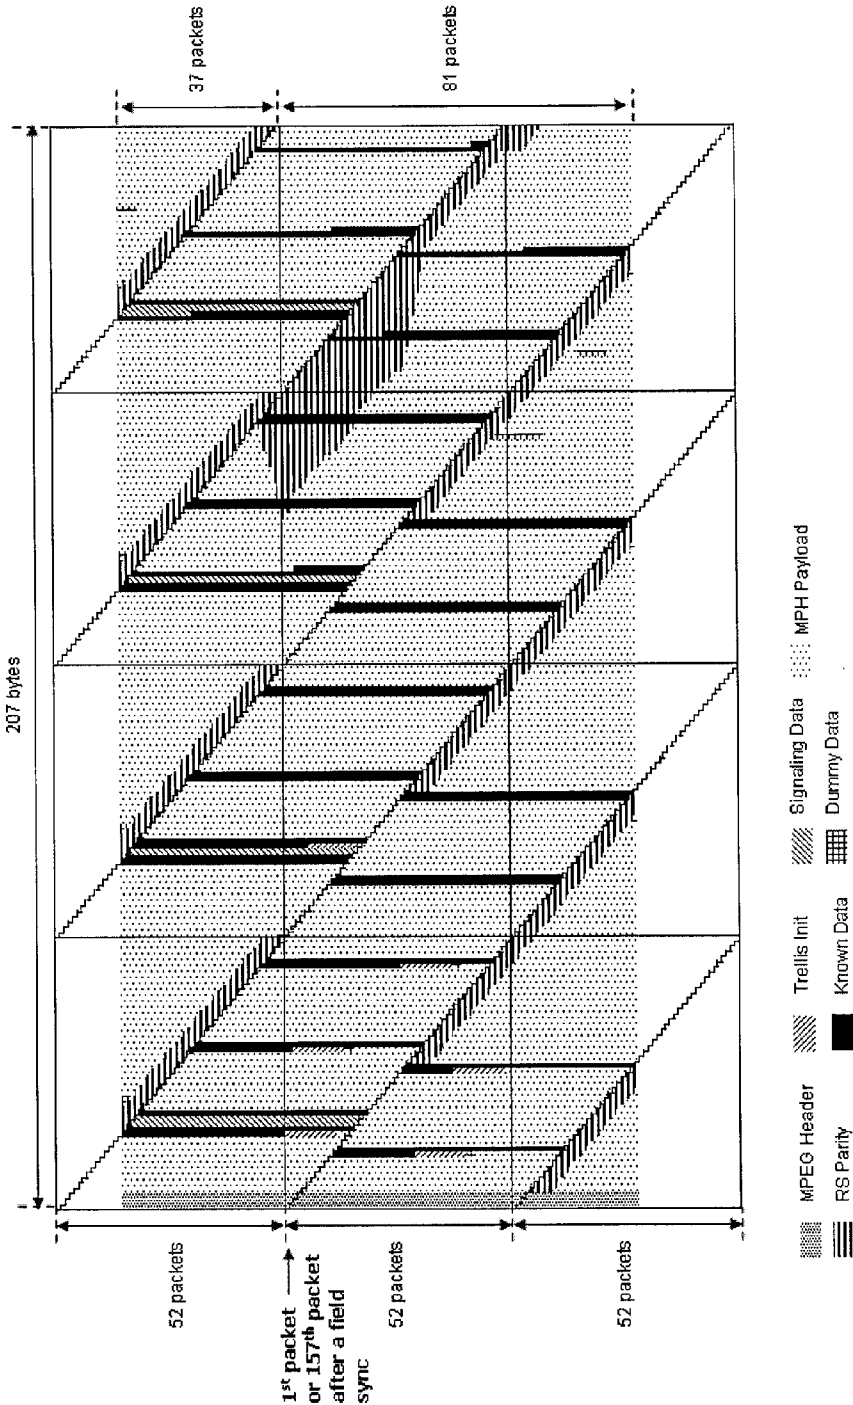 207 bytes
37 packets
81 packets
52 packets
52 packets
52 packets
1st packet
or 157th packet
after a field
sync
MPEG Header
Trellis Init
Signaling Data
MPH Payload
RS Parity
Known Data
Dummy Data